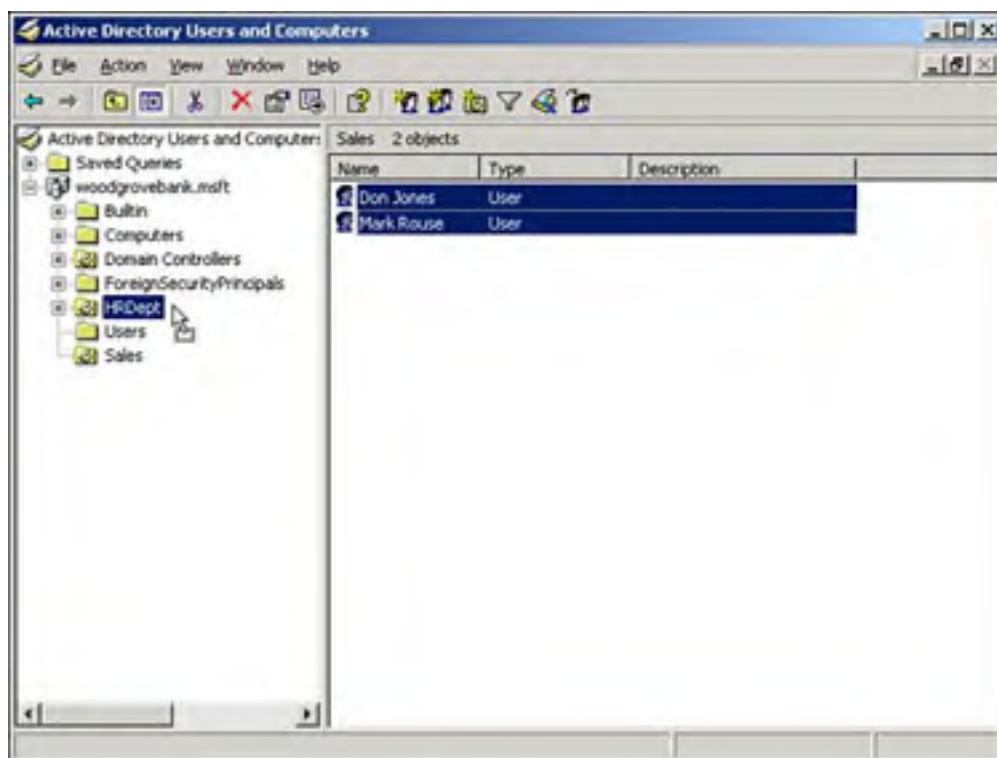 Active Directory Users and Computers
File Action View Window Help
Active Directory Users and Computer
Saved Queries
woodgrovebank.msft
Builtin
Computers
Domain Controllers
ForeignSecurityPrincipals
HRDept
Users
Sales
Sales 2 objects
Name Type Description
Don Jones User
Mark Rouse User